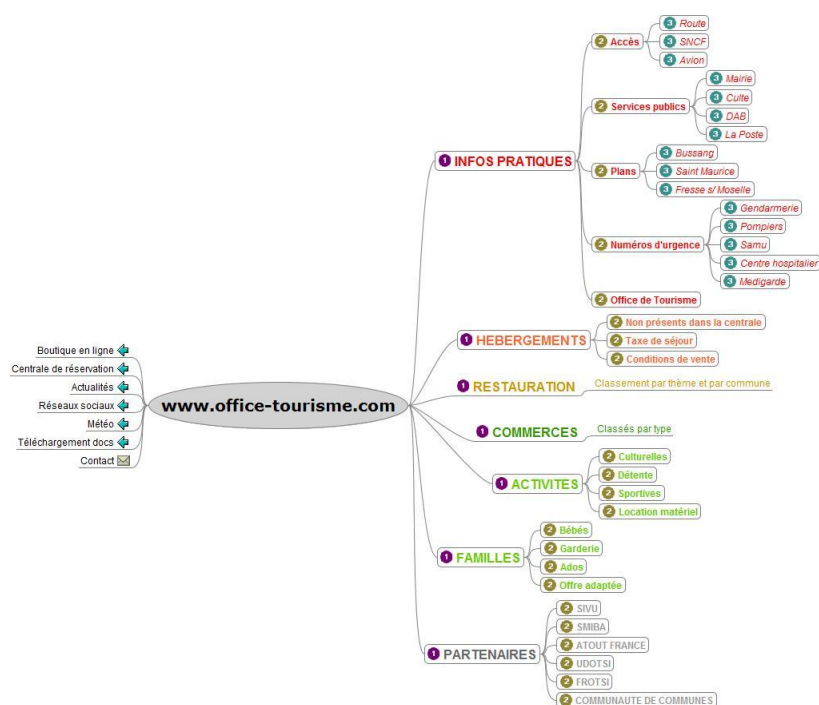 www.office-tourisme.com
1 INFOS PRATIQUES
2 Accès
3 Route
3 SNCF
3 Avion
2 Services publics
3 Mairie
3 Culte
3 DAB
3 La Poste
2 Plans
3 Bussang
3 Saint Maurice
3 Fresse s/ Moselle
2 Numéros d'urgence
3 Gendarmerie
3 Pompiers
3 Samu
3 Centre hospitalier
3 Medigarde
2 Office de Tourisme
1 HEBERGEMENTS
2 Non présents dans la centrale
2 Taxe de séjour
2 Conditions de vente
1 RESTAURATION
Classement par thème et par commune
1 COMMERCES
Classés par type
1 ACTIVITES
2 Culturelles
2 Détente
2 Sportives
2 Location matériel
1 FAMILLES
2 Bébés
2 Garderie
2 Ados
2 Offre adaptée
1 PARTENAIRES
2 SIVU
2 SMIBA
2 ATOUT FRANCE
2 UDOTSI
2 FROTSI
2 COMMUNAUTE DE COMMUNES
Boutique en ligne
Centrale de réservation
Actualités
Réseaux sociaux
Météo
Téléchargement docs
Contact